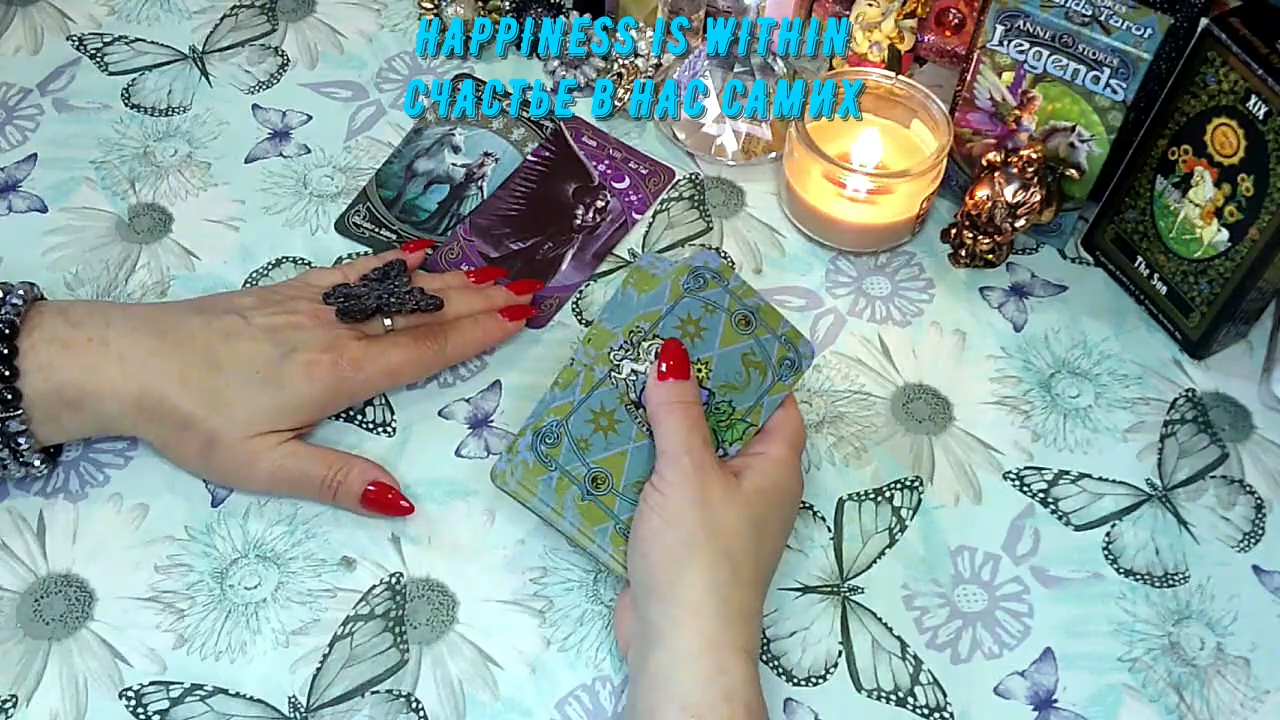 HAPPINESS IS WITHIN
СЧАСТЬЕ В НАС САМИХ
ANNE STOKES
Legends
XIX
The Sun